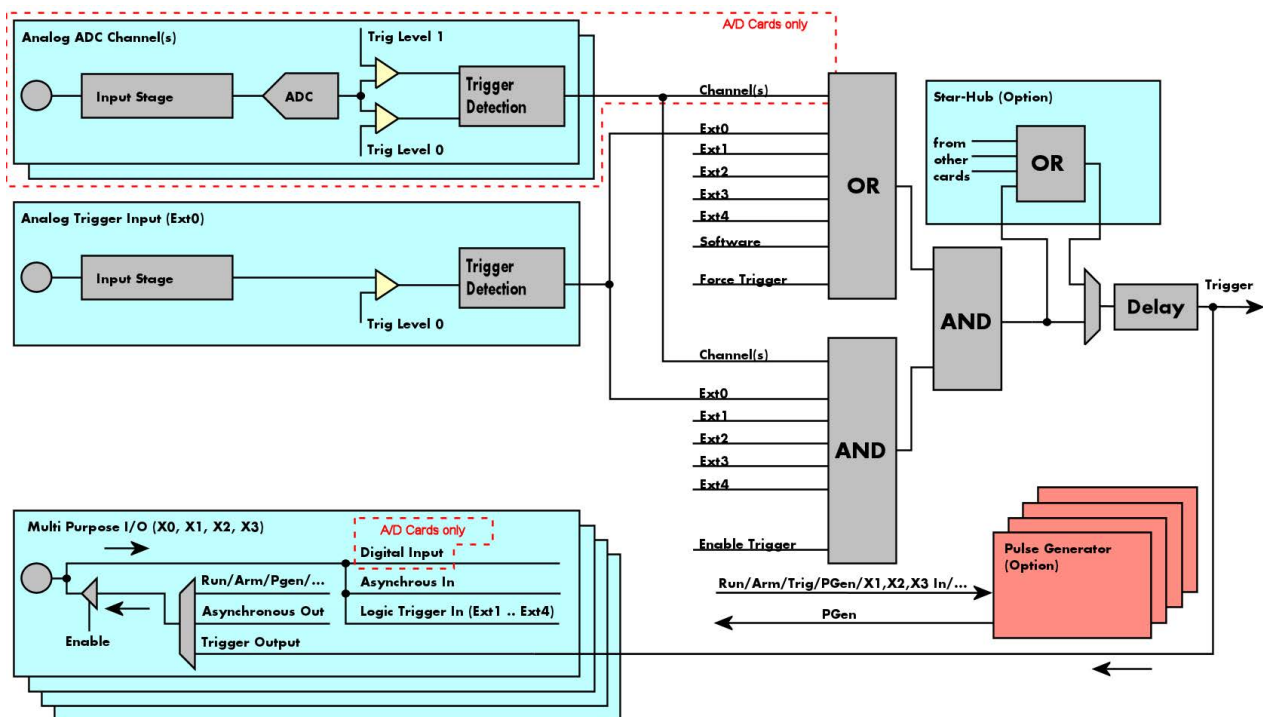 A/D Cards only
Analog ADC Channel(s)
Trig Level 1
Input Stage
ADC
Trigger
Detection
Trig Level 0
Channel(s)
Ext0
Ext1
Ext2
Ext3
Ext4
Software
Force Trigger
OR
Star-Hub (Option)
from
other
cards
OR
Analog Trigger Input (Ext0)
Input Stage
Trigger
Detection
Trig Level 0
AND
Delay
Trigger
Channel(s)
Ext0
Ext1
Ext2
Ext3
Ext4
Enable Trigger
AND
Multi Purpose I/O (X0, X1, X2, X3)
A/D Cards only
Digital Input
Run/Arm/Pgen/...
Asynchrous In
Asynchronous Out
Logic Trigger In (Ext1 .. Ext4)
Enable
Trigger Output
Pulse Generator
(Option)
Run/Arm/Trig/PGen/X1,X2,X3 In/...
PGen